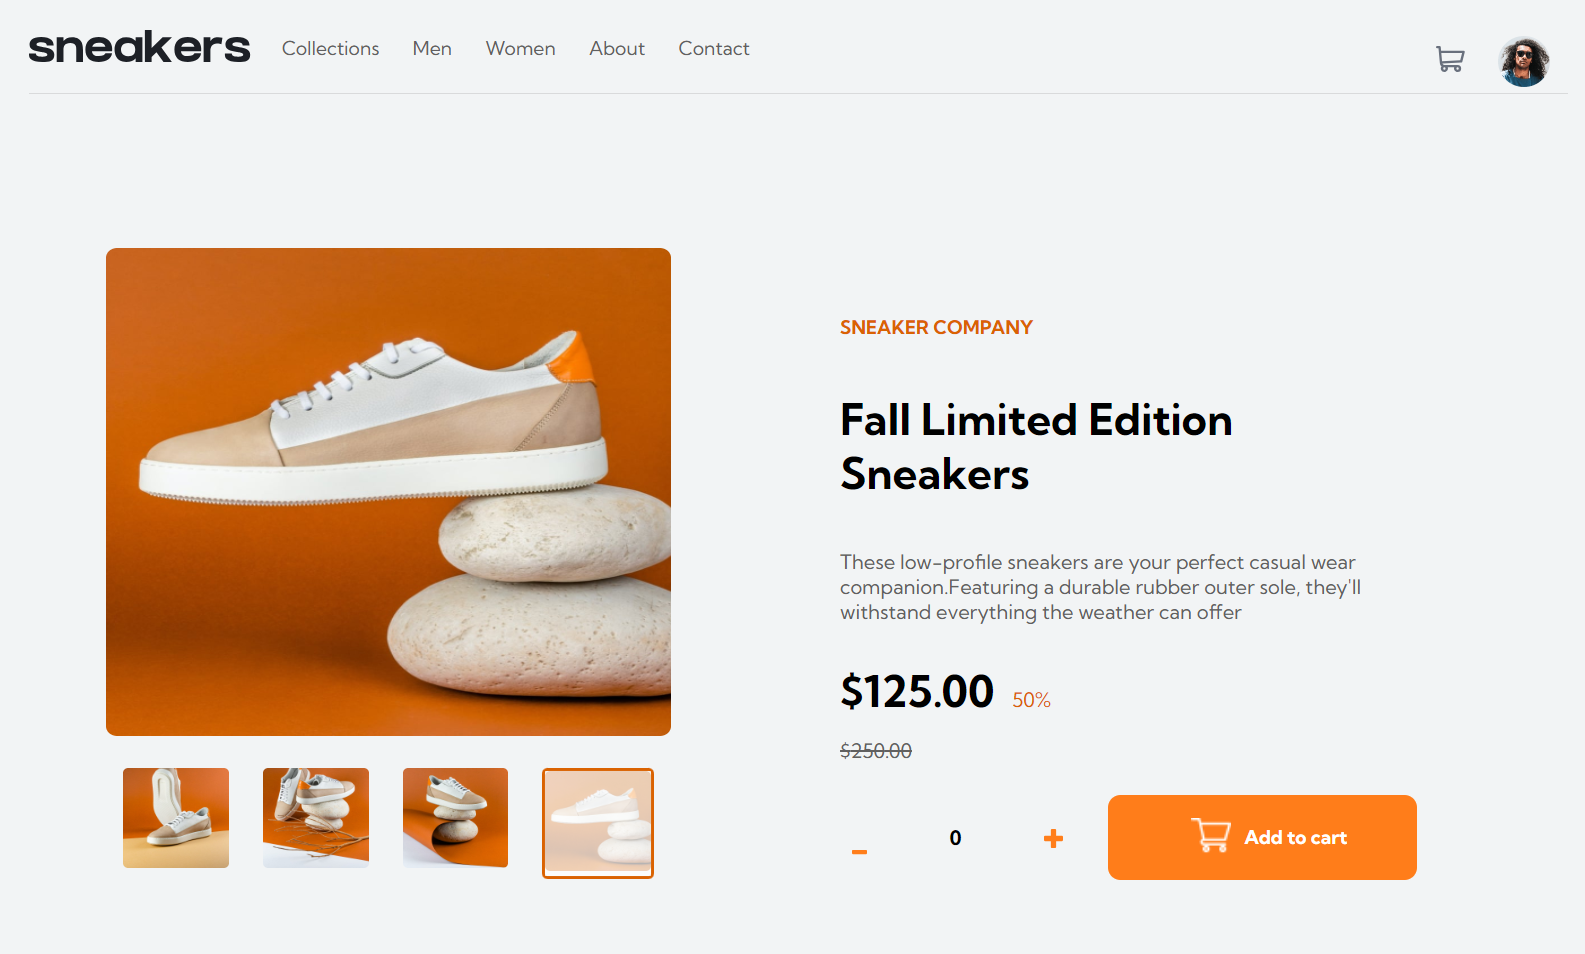 sneakers Collections Men Women About Contact
SNEAKER COMPANY
Fall Limited Edition
Sneakers
These low-profile sneakers are your perfect casual wear
companion.Featuring a durable rubber outer sole, they'll
withstand everything the weather can offer
$125.00 50%
$250.00
- 0 + Add to cart